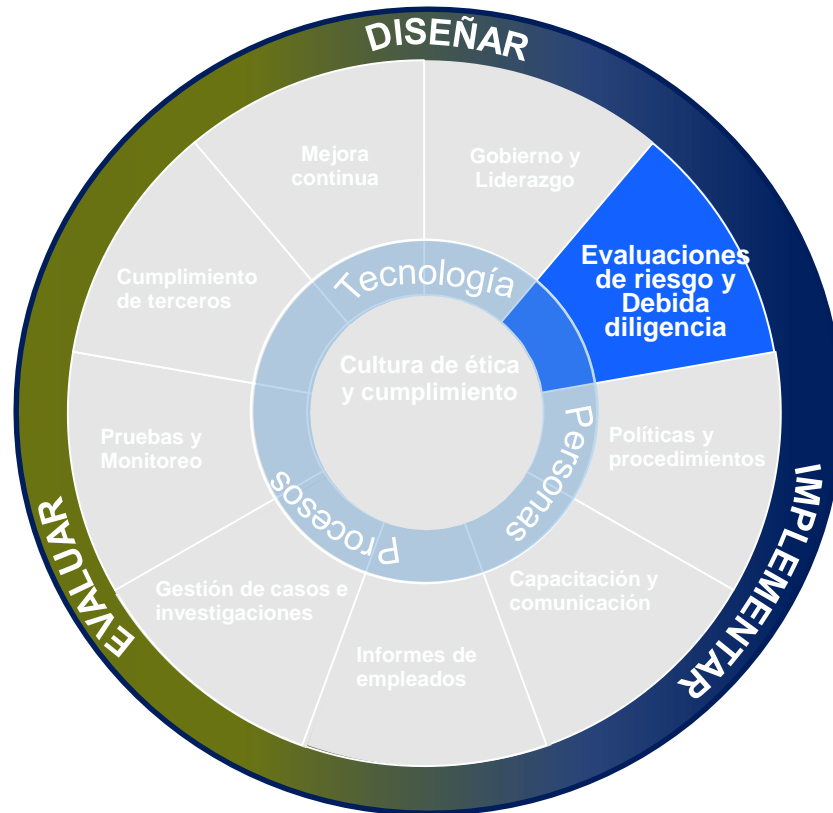 DISEÑAR
Mejora
continua
Gobierno y
Liderazgo
Evaluaciones
de riesgo y
Debida
diligencia
Cumplimiento
de terceros
Tecnología
Cultura de ética
y cumplimiento
Pruebas y
Monitoreo
Políticas y
procedimientos
Personas
Procesos
Gestión de casos e
investigaciones
Capacitación y
comunicación
Informes de
empleados
EVALUAR
IMPLEMENTAR